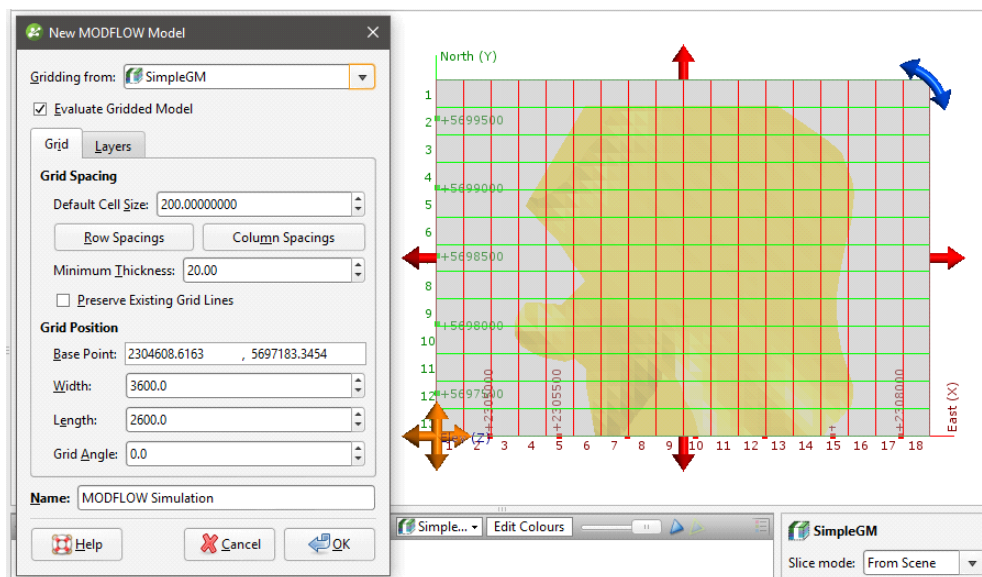 New MODFLOW Model
Gridding from: SimpleGM
Evaluate Gridded Model
Grid
Layers
Grid Spacing
Default Cell Size: 200.00000000
Row Spacings
Column Spacings
Minimum Thickness: 20.00
Preserve Existing Grid Lines
Grid Position
Base Point: 2304608.6163 , 5697183.3454
Width: 3600.0
Length: 2600.0
Grid Angle: 0.0
Name: MODFLOW Simulation
Help
Cancel
OK
North (Y)
1
2 +5699500
3
4 +5699000
5
6
+5698500
8
9 +5698000
10
11
12 +5697500
13
(Z)
1 2 3 4 5 6 7 8 9 10 11 12 13 14 15 16 17 18
+2305000
+2305500
+
+2308000
East (X)
Simple...
Edit Colours
SimpleGM
Slice mode: From Scene